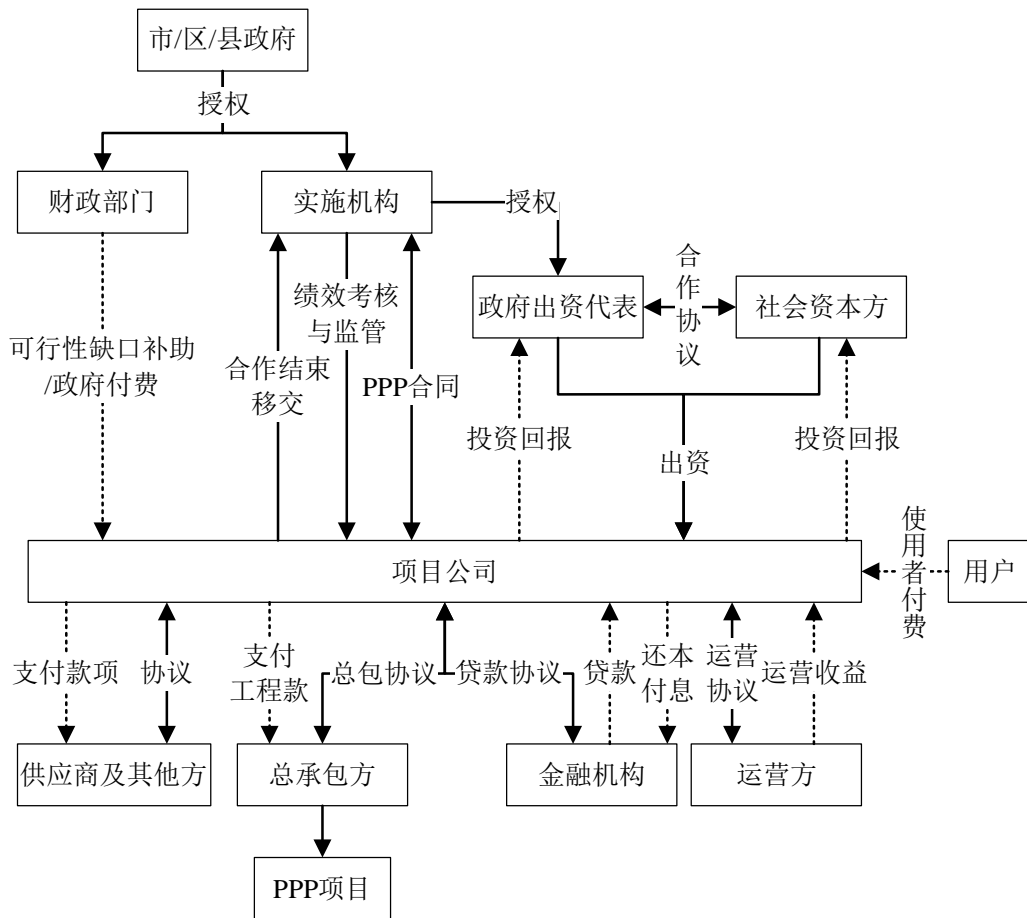 市/区/县政府
授权
财政部门
实施机构
授权
政府出资代表
合作协议
社会资本方
绩效考核
与监管
可行性缺口补助
/政府付费
合作结束
移交
PPP合同
投资回报
出资
投资回报
项目公司
使用者付费
用户
支付款项
协议
支付
工程款
总包协议
贷款协议
贷款
还本
付息
运营
协议
运营收益
供应商及其他方
总承包方
金融机构
运营方
PPP项目